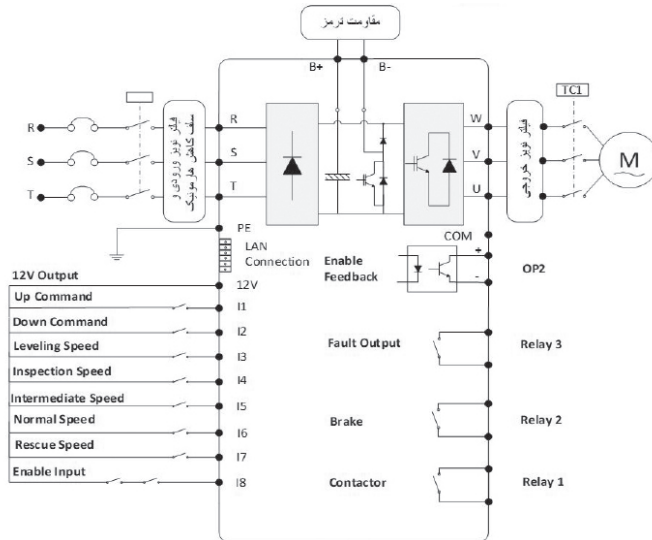 مقاومت ترمز
B+
B-
TC1
R
S
T
فیلتر نویز ورودی و
سلف کاهش هارمونیک
R
S
T
W
V
U
فیلتر نویز خروجی
M
PE
LAN
Connection
COM
Enable
Feedback
+
-
OP2
12V Output
12V
Up Command
I1
Down Command
I2
Leveling Speed
I3
Inspection Speed
I4
Intermediate Speed
I5
Normal Speed
I6
Rescue Speed
I7
Enable Input
I8
Fault Output
Relay 3
Brake
Relay 2
Contactor
Relay 1